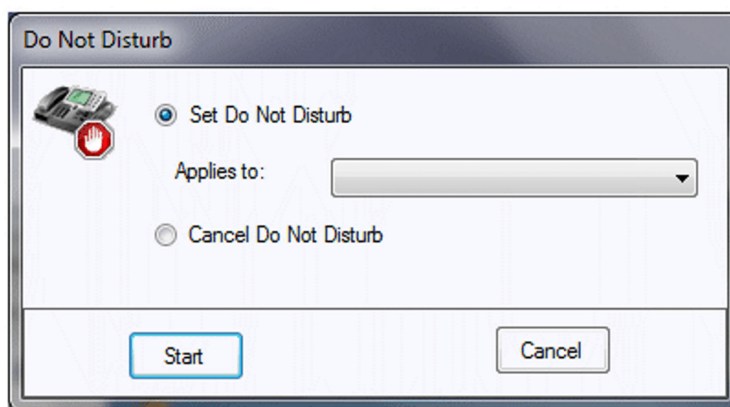 Do Not Disturb
Set Do Not Disturb
Applies to:
Cancel Do Not Disturb
Start Cancel